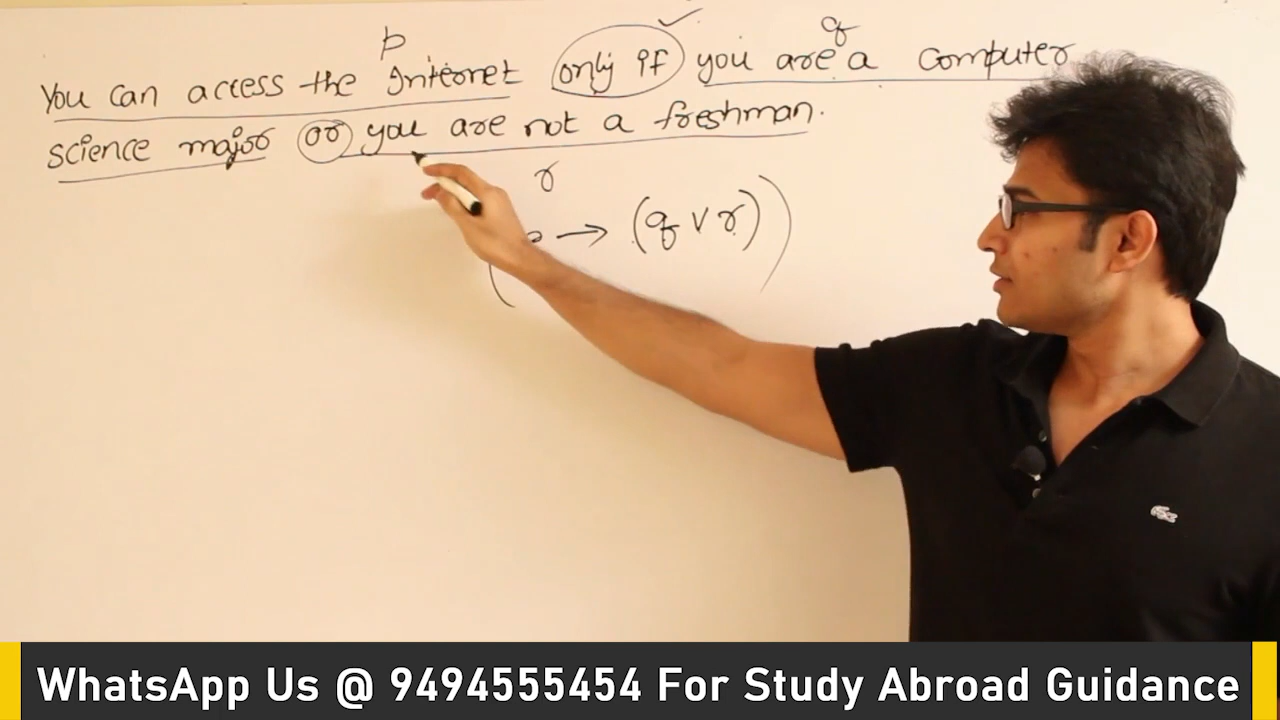 p q
You can access the Internet only if you are a computer
science major or you are not a freshman.
r
(p → (q ∨ r))
WhatsApp Us @ 9494555454 For Study Abroad Guidance